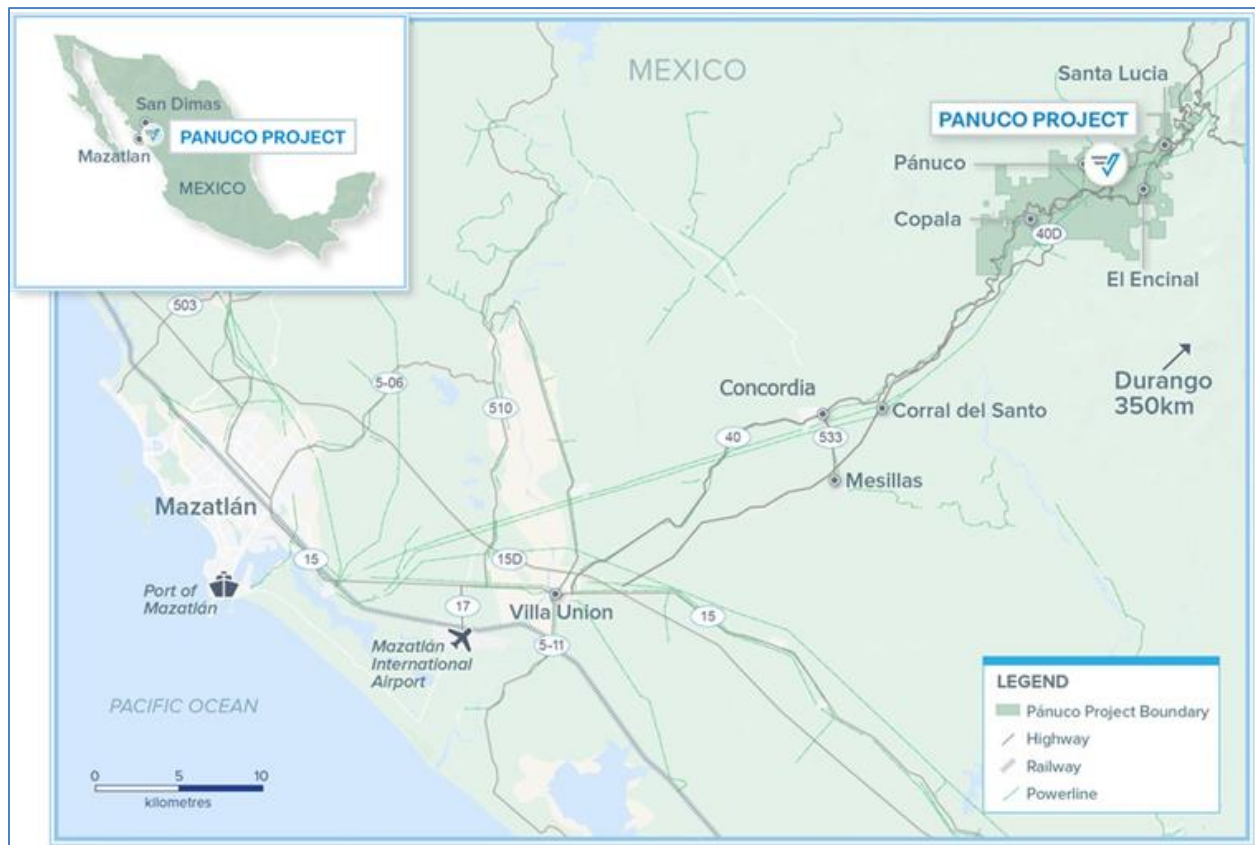 San Dimas
PANUCO PROJECT
Mazatlan
MEXICO
MEXICO
Santa Lucia
PANUCO PROJECT
Pánuco
Copala
40D
El Encinal
Durango
350km
503
5-06
510
Concordia
Corral del Santo
40
533
Mesillas
Mazatlán
15
15D
Port of
Mazatlán
17
Villa Union
15
5-11
Mazatlán
International
Airport
PACIFIC OCEAN
0 5 10
kilometres
LEGEND
Pánuco Project Boundary
Highway
Railway
Powerline